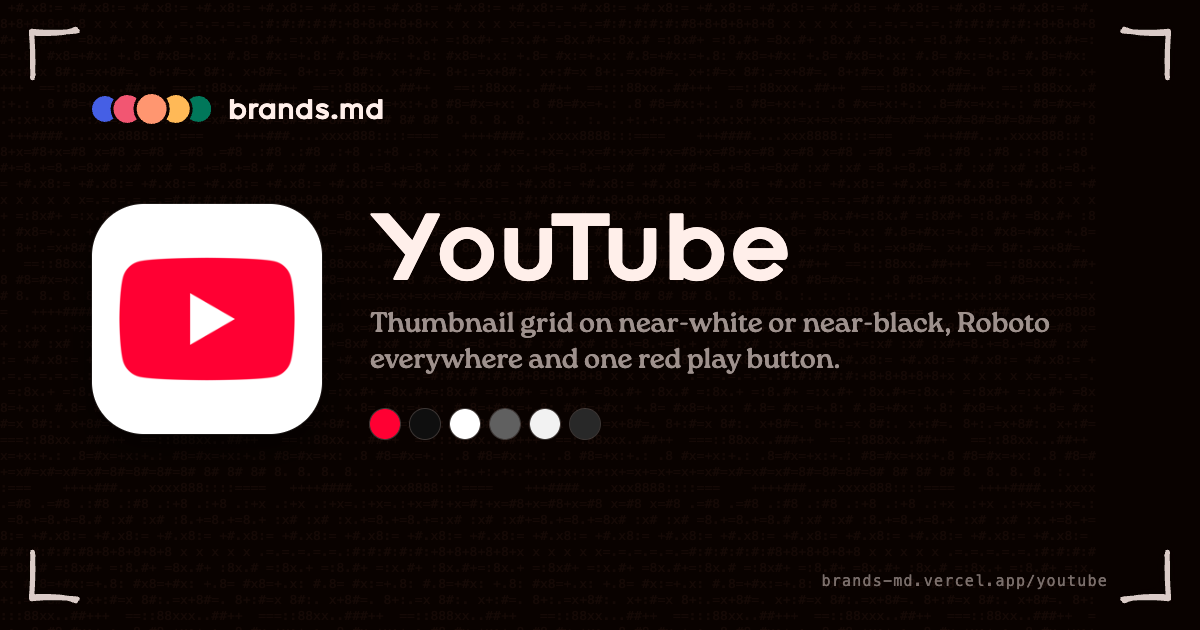 brands.md
YouTube
Thumbnail grid on near-white or near-black, Roboto
everywhere and one red play button.
brands-md.vercel.app/youtube